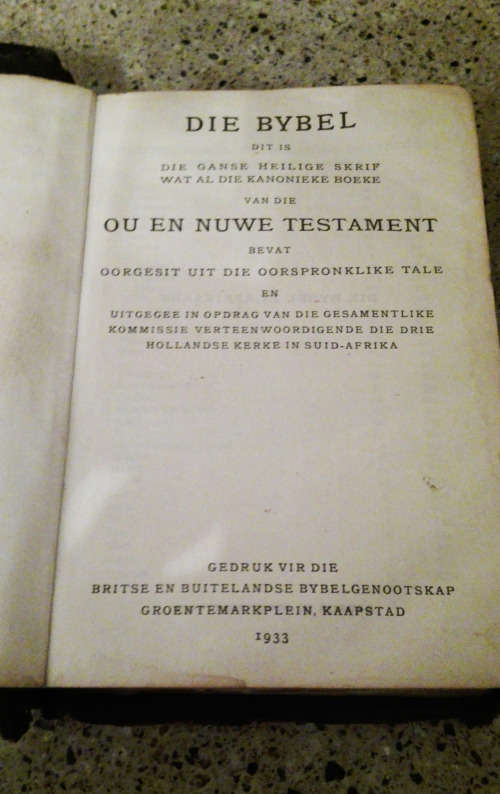 DIE BYBEL
DIT IS
DIE GANSE HEILIGE SKRIF
WAT AL DIE KANONIEKE BOEKE
VAN DIE
OU EN NUWE TESTAMENT
BEVAT
OORGESIT UIT DIE OORSPRONKLIKE TALE
EN
UITGEGEE IN OPDRAG VAN DIE GESAMENTLIKE
KOMMISSIE VERTEENWOORDIGENDE DIE DRIE
HOLLANDSE KERKE IN SUID-AFRIKA
GEDRUK VIR DIE
BRITSE EN BUITELANDSE BYBELGENOOTSKAP
GROENTEMARKPLEIN, KAAPSTAD
1933